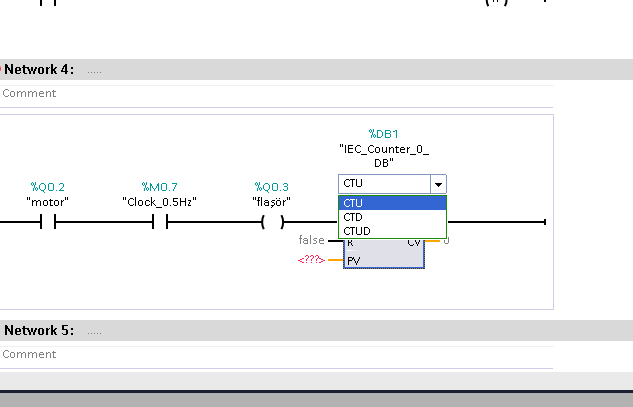 Network 4: .....
Comment
%DB1
"IEC_Counter_0_
DB"
%Q0.2 %M0.7 %Q0.3 CTU
"motor" "Clock_0.5Hz" "flaşör" CTU
CTD
CTUD
false R CV 0
<???> PV
Network 5: .....
Comment